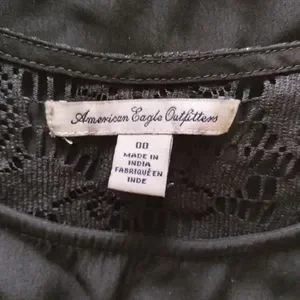 American Eagle Outfitters
00
MADE IN
INDIA
FABRIQUÉ EN
INDE